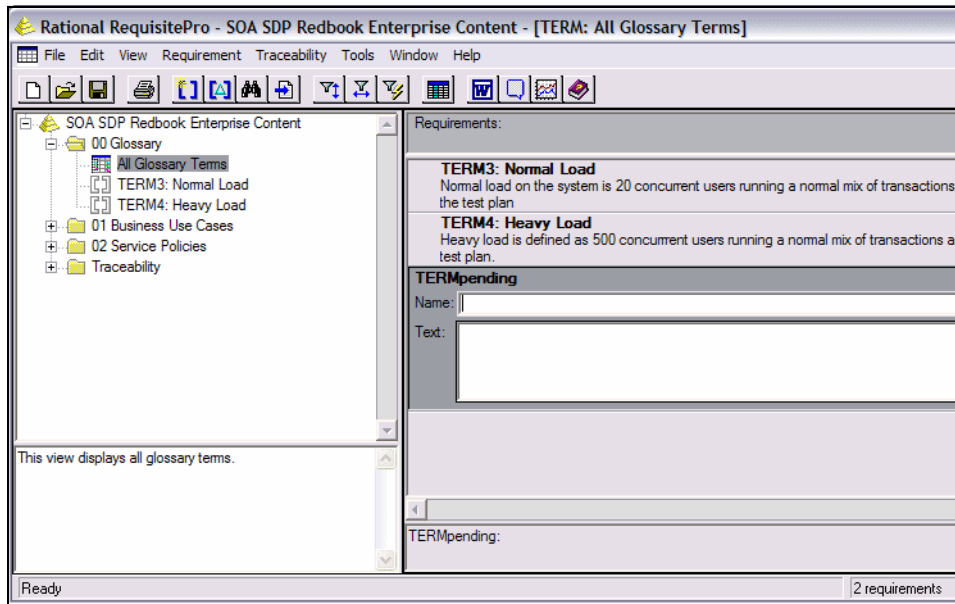 Rational RequisitePro - SOA SDP Redbook Enterprise Content - [TERM: All Glossary Terms]
File Edit View Requirement Traceability Tools Window Help
SOA SDP Redbook Enterprise Content
00 Glossary
All Glossary Terms
TERM3: Normal Load
TERM4: Heavy Load
01 Business Use Cases
02 Service Policies
Traceability
This view displays all glossary terms.
Requirements:
TERM3: Normal Load
Normal load on the system is 20 concurrent users running a normal mix of transactions
the test plan
TERM4: Heavy Load
Heavy load is defined as 500 concurrnent users running a normal mix of transactions a
test plan.
TERMpending
Name:
Text:
TERMpending:
Ready
2 requirements